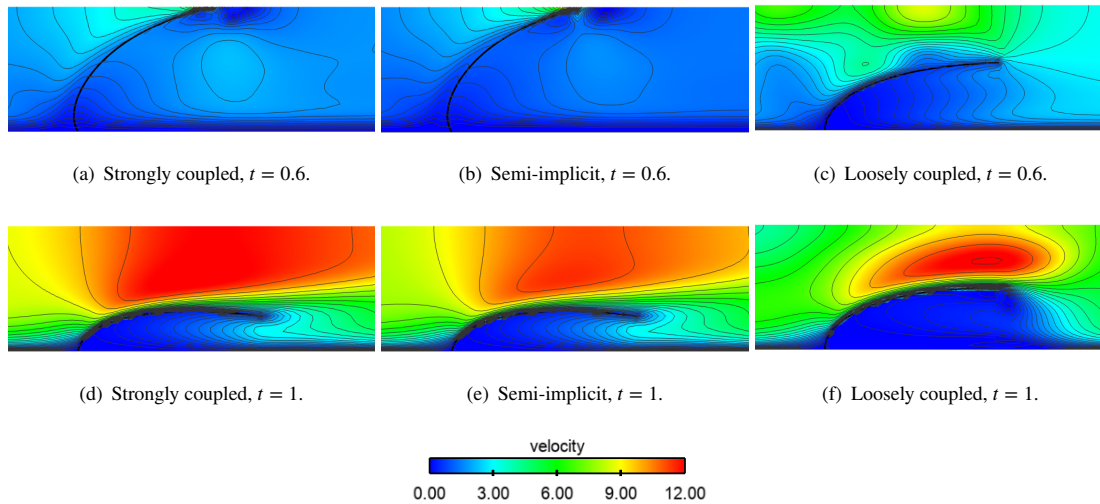 (a) Strongly coupled, t = 0.6.
(b) Semi-implicit, t = 0.6.
(c) Loosely coupled, t = 0.6.
(d) Strongly coupled, t = 1.
(e) Semi-implicit, t = 1.
(f) Loosely coupled, t = 1.
velocity
0.00 3.00 6.00 9.00 12.00